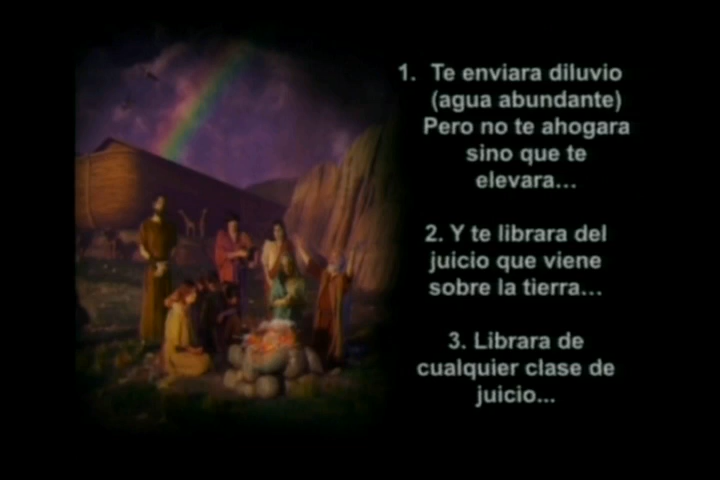 1. Te enviara diluvio
(agua abundante)
Pero no te ahogara
sino que te
elevara...
2. Y te librara del
juicio que viene
sobre la tierra...
3. Librara de
cualquier clase de
juicio...